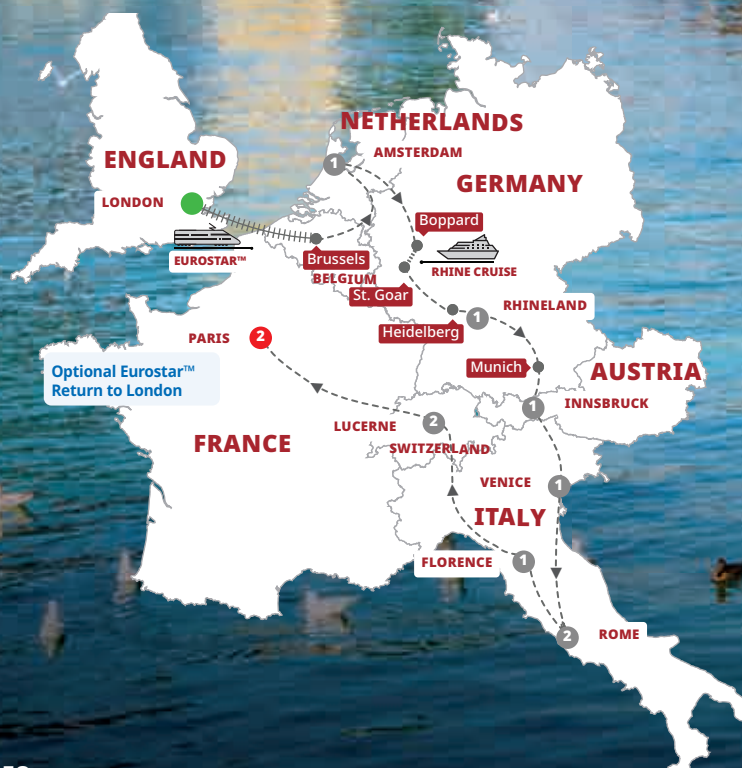 NETHERLANDS
ENGLAND
1
AMSTERDAM
GERMANY
LONDON
Boppard
EUROSTAR™
Brussels
RHINE CRUISE
BELGIUM
St. Goar
RHINELAND
1
Heidelberg
PARIS
2
Munich
Optional Eurostar™
Return to London
AUSTRIA
1
INNSBRUCK
LUCERNE
2
FRANCE
SWITZERLAND
VENICE
1
ITALY
FLORENCE
1
2
ROME